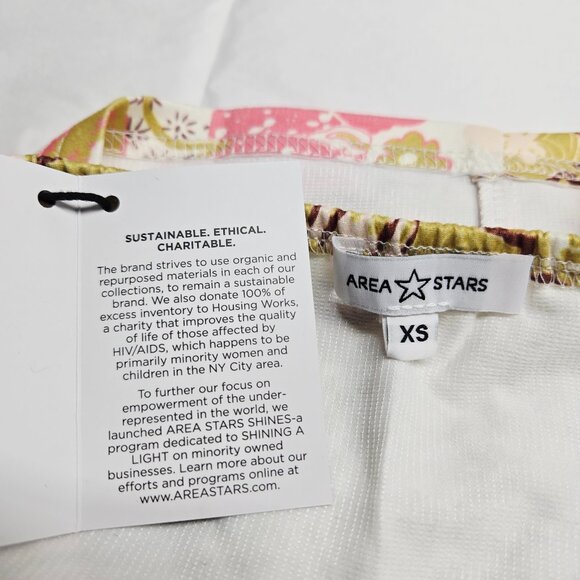 SUSTAINABLE. ETHICAL.
CHARITABLE.
The brand strives to use organic and
repurposed materials in each of our
collections, to remain a sustainable
brand. We also donate 100% of
excess inventory to Housing Works,
a charity that improves the quality
of life of those affected by
HIV/AIDS, which happens to be
primarily minority women and
children in the NY City area.
To further our focus on
empowerment of the under-
represented in the world, we
launched AREA STARS SHINES-a
program dedicated to SHINING A
LIGHT on minority owned
businesses. Learn more about our
efforts and programs online at
www.AREASTARS.com.
AREA STARS
XS